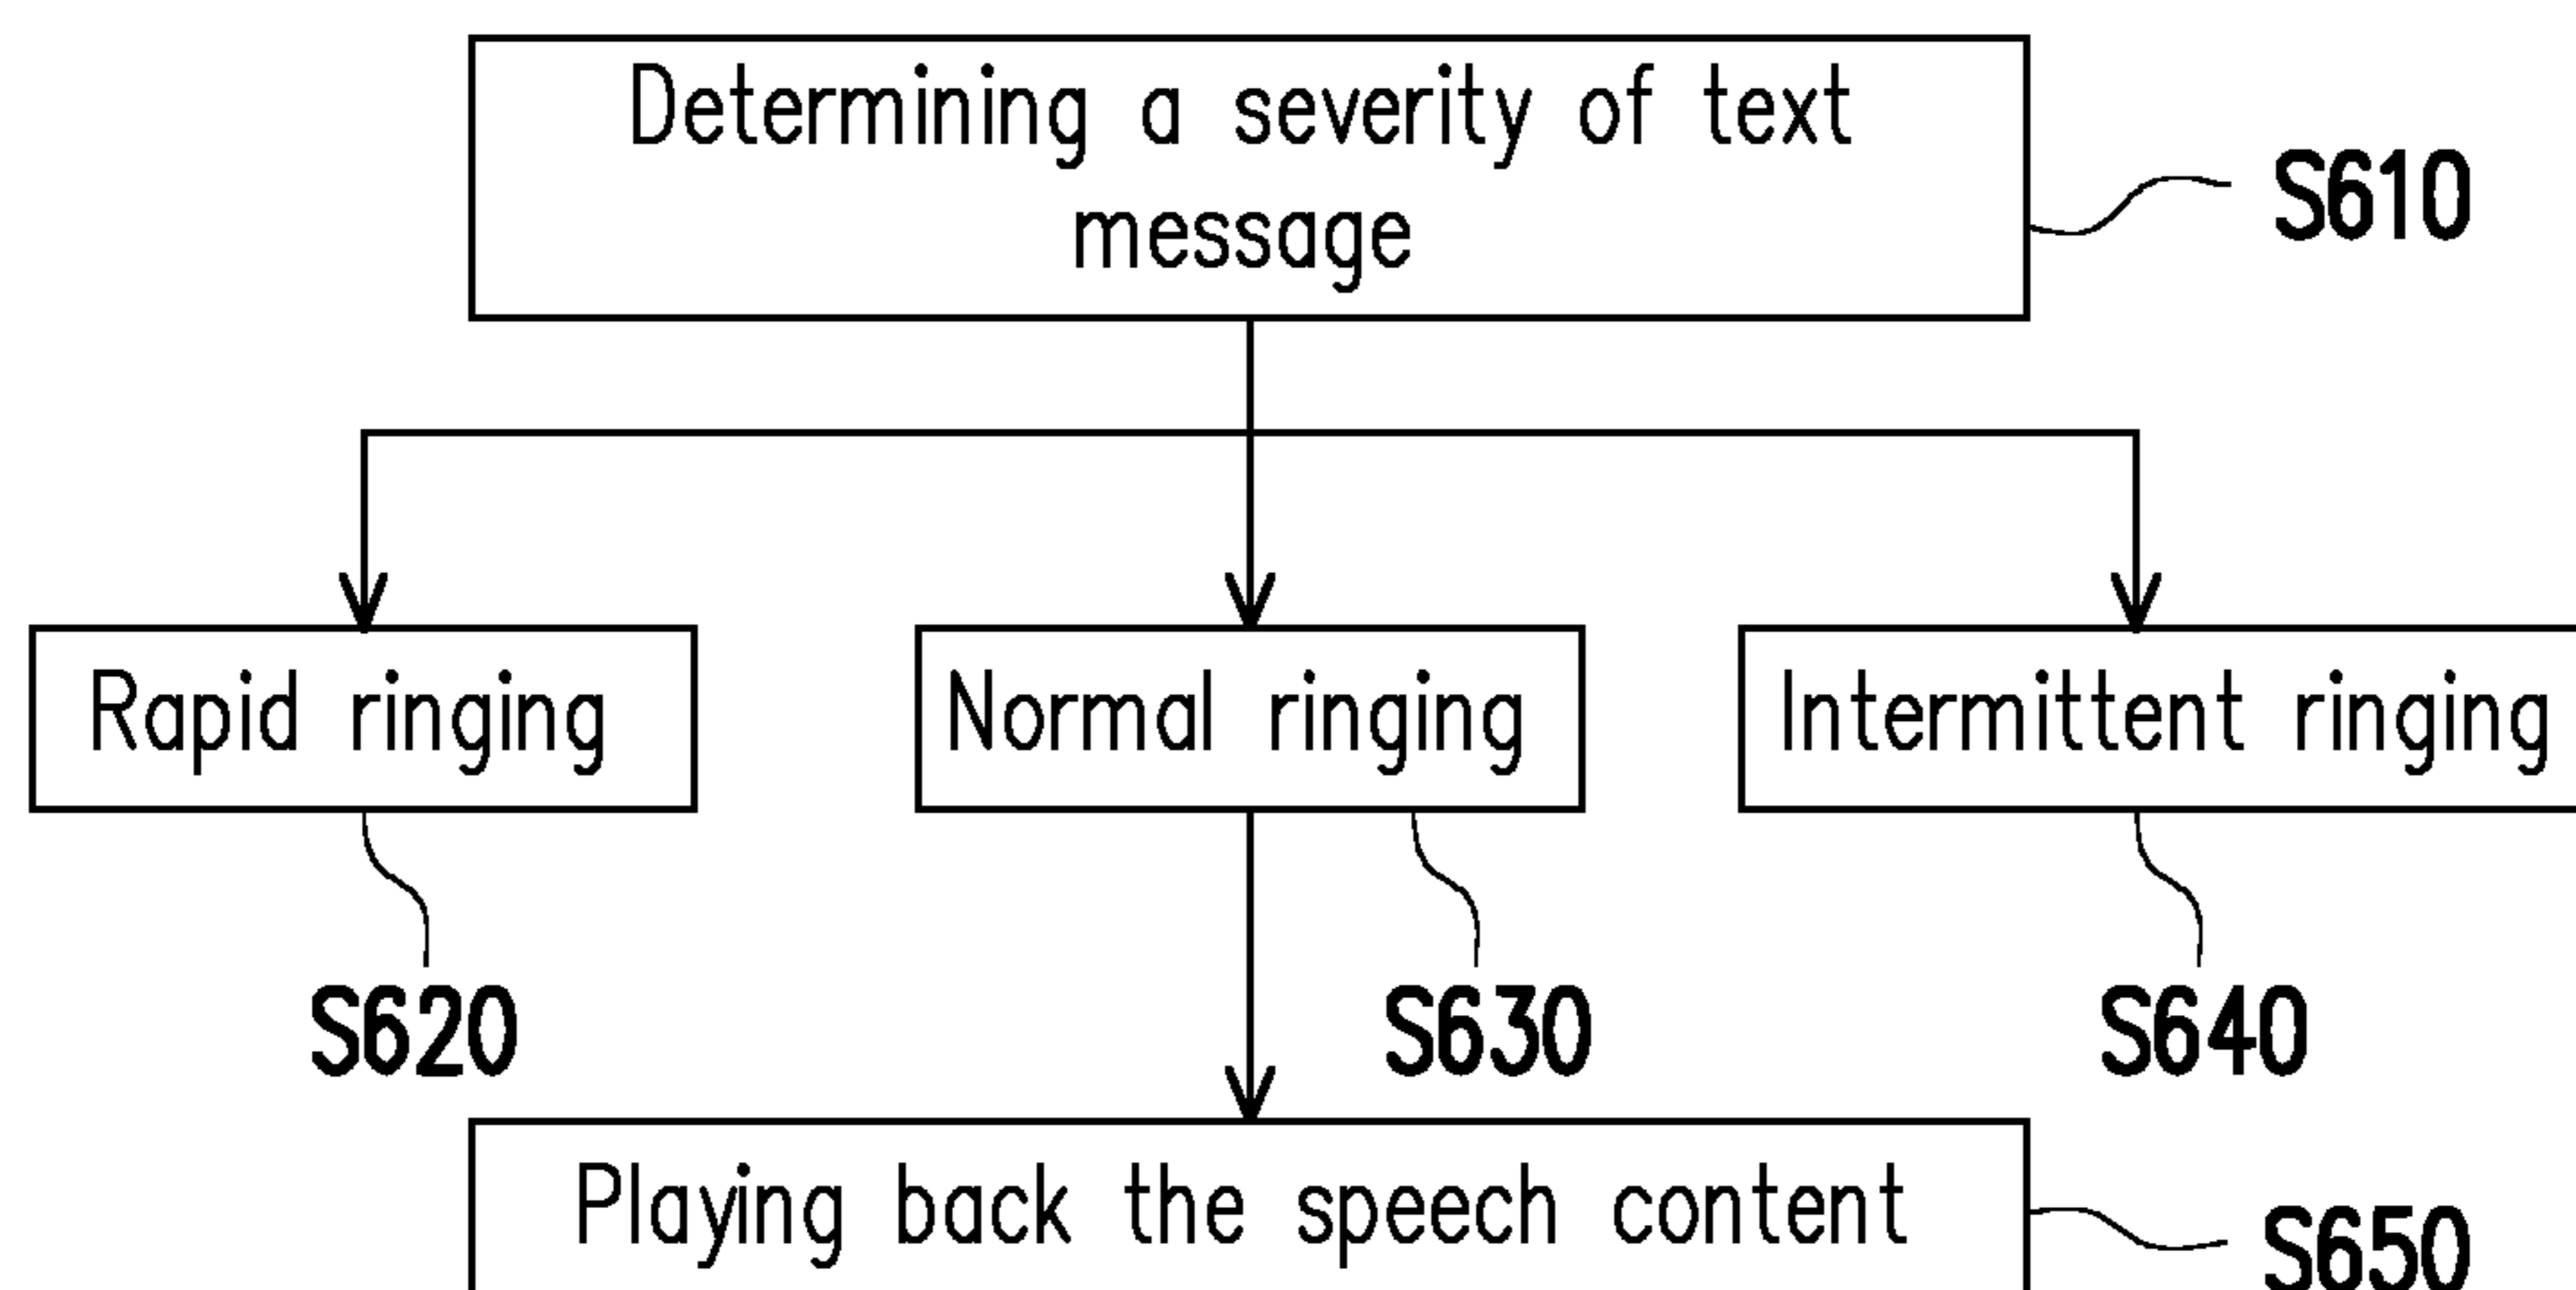 Determining a severity of text
message
S610
Rapid ringing
Normal ringing
Intermittent ringing
S620
S630
S640
Playing back the speech content
S650